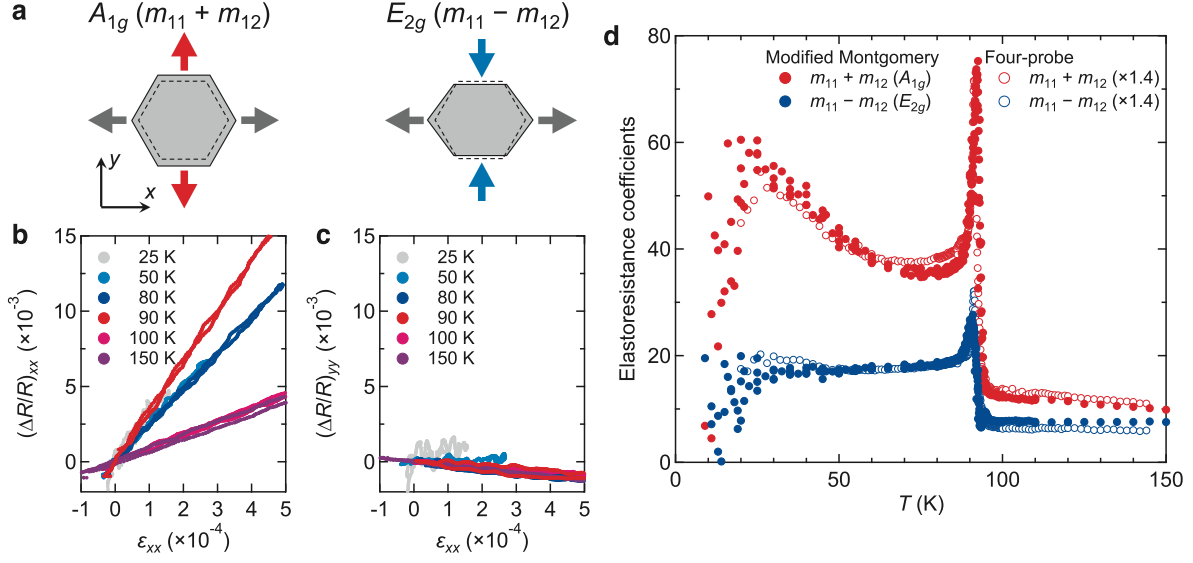 a
A1g (m11 + m12)
E2g (m11 − m12)
y
x
b
15
10
5
0
(ΔR/R)xx (×10-3)
25 K
50 K
80 K
90 K
100 K
150 K
-1 0 1 2 3 4 5
εxx (×10-4)
c
15
10
5
0
(ΔR/R)yy (×10-3)
25 K
50 K
80 K
90 K
100 K
150 K
-1 0 1 2 3 4 5
εxx (×10-4)
d
80
60
40
20
0
Elastoresistance coefficients
Modified Montgomery
m11 + m12 (A1g)
m11 − m12 (E2g)
Four-probe
m11 + m12 (×1.4)
m11 − m12 (×1.4)
0 50 100 150
T (K)